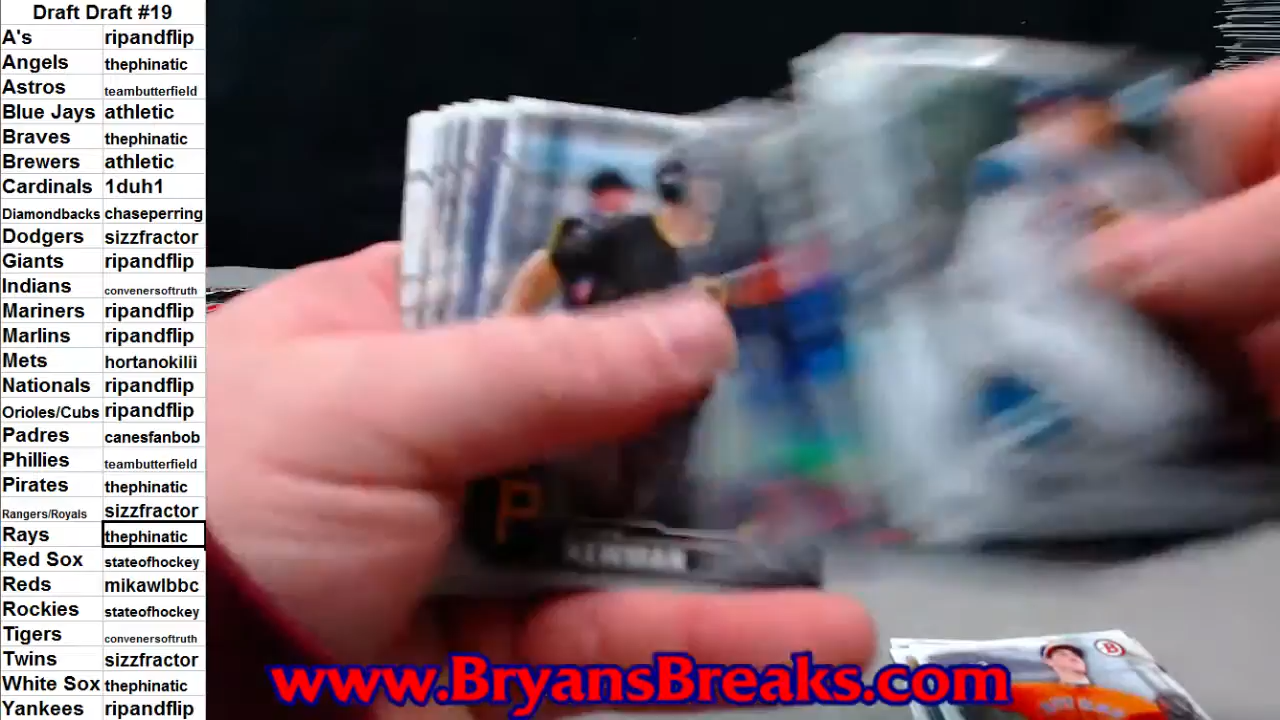 Draft Draft #19
A's ripandflip
Angels thephinatic
Astros teambutterfield
Blue Jays athletic
Braves thephinatic
Brewers athletic
Cardinals 1duh1
Diamondbacks chaseperring
Dodgers sizzfractor
Giants ripandflip
Indians convenersoftruth
Mariners ripandflip
Marlins ripandflip
Mets hortanokilii
Nationals ripandflip
Orioles/Cubs ripandflip
Padres canesfanbob
Phillies teambutterfield
Pirates thephinatic
Rangers/Royals sizzfractor
Rays thephinatic
Red Sox stateofhockey
Reds mikawlbbc
Rockies stateofhockey
Tigers convenersoftruth
Twins sizzfractor
White Sox thephinatic
Yankees ripandflip
P
B
www.BryansBreaks.com